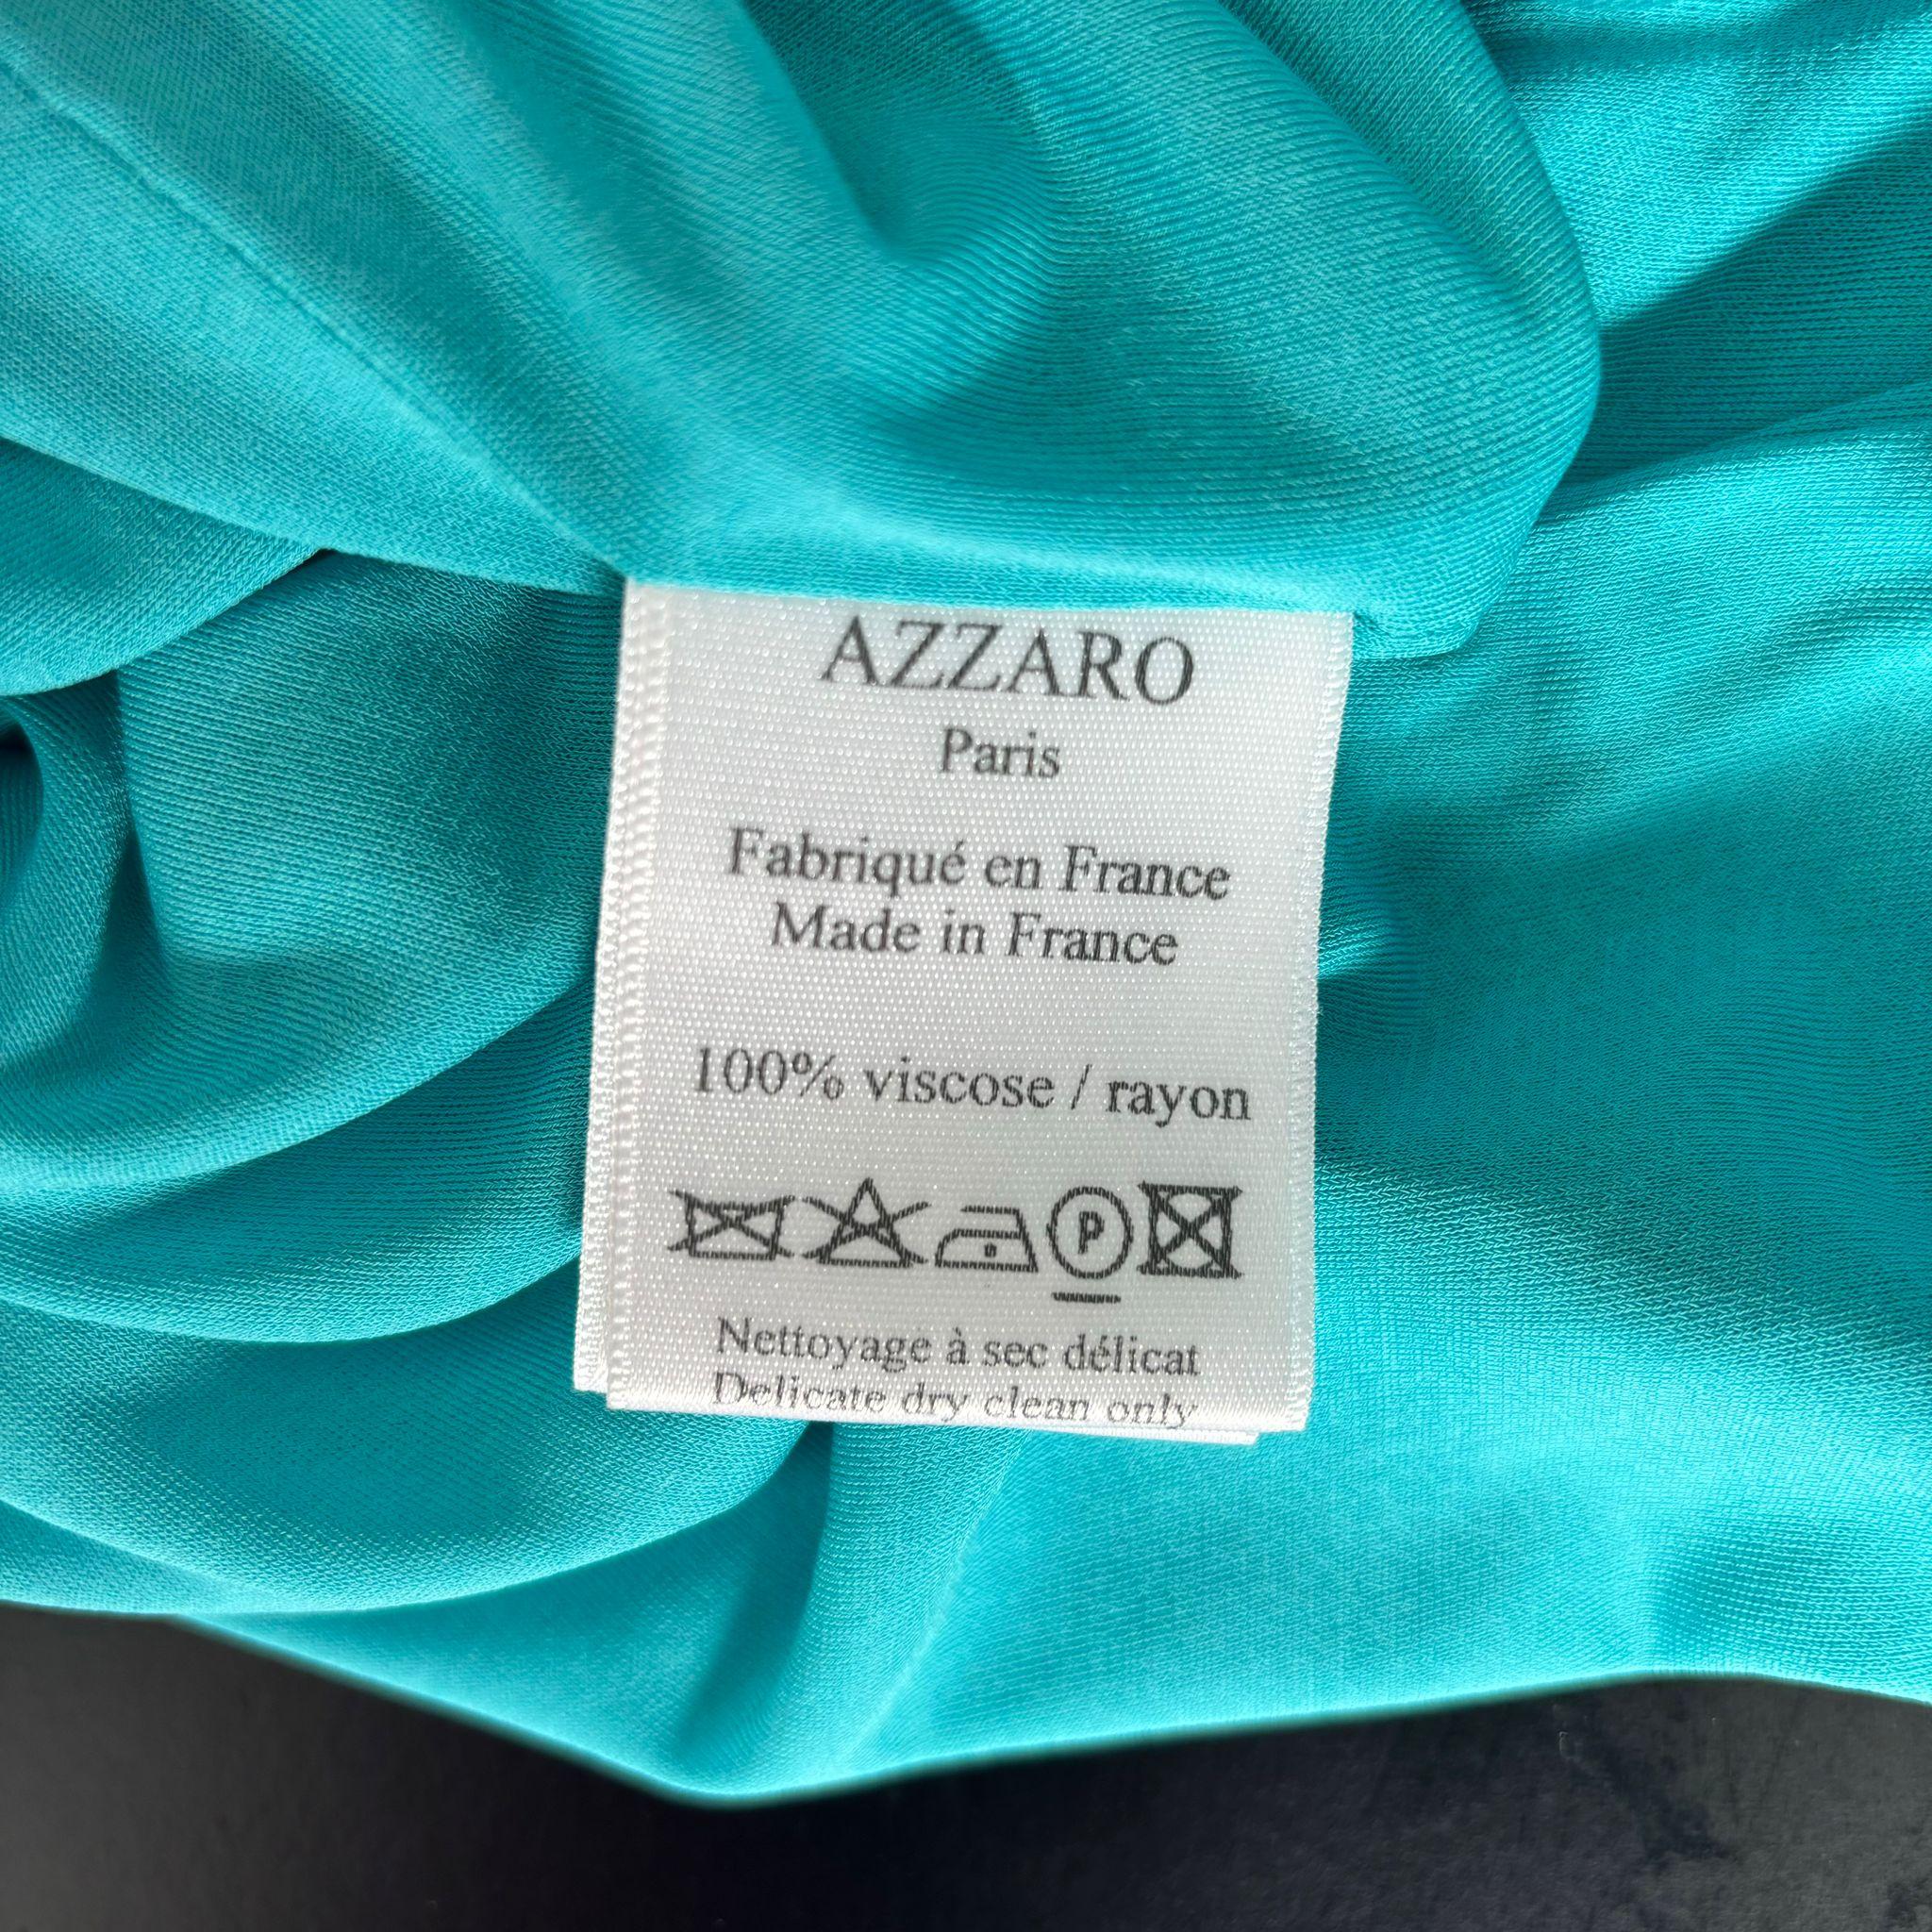 AZZARO
Paris
Fabriqué en France
Made in France
100% viscose / rayon
P
Nettoyage à sec délicat
Delicate dry clean only